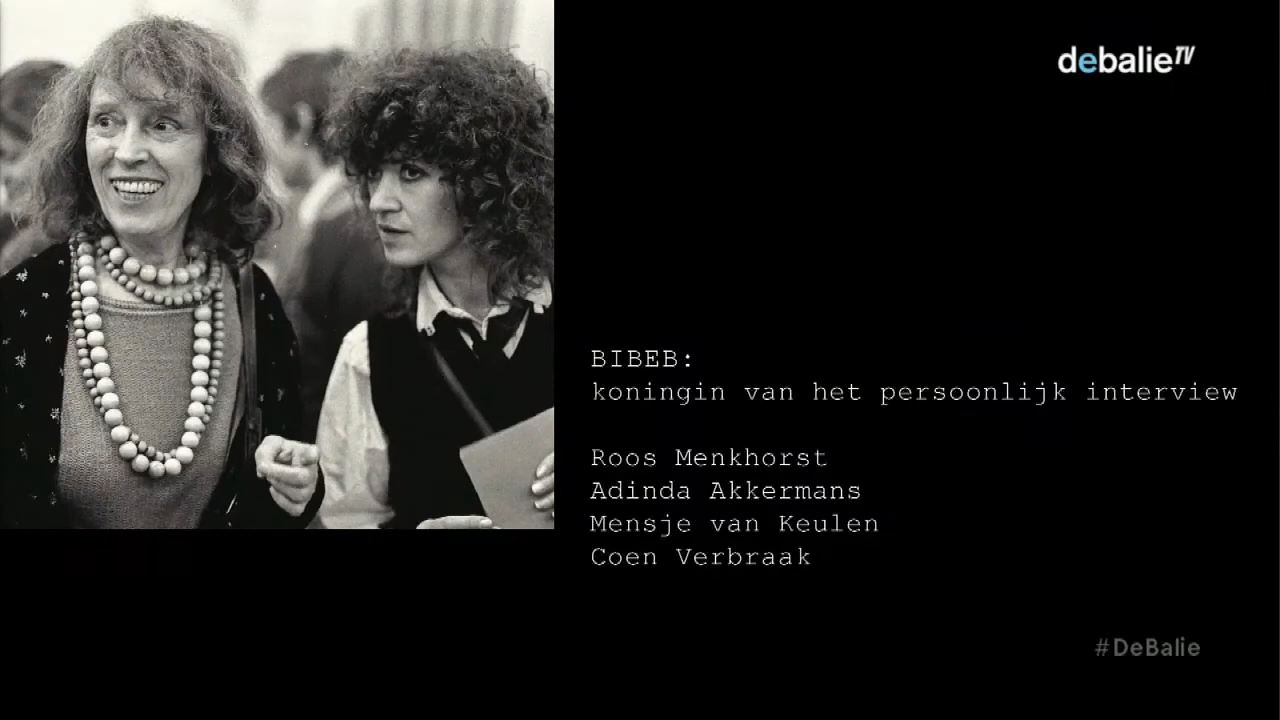 debalieTV
BIBEB:
koningin van het persoonlijk interview
Roos Menkhorst
Adinda Akkermans
Mensje van Keulen
Coen Verbraak
#DeBalie